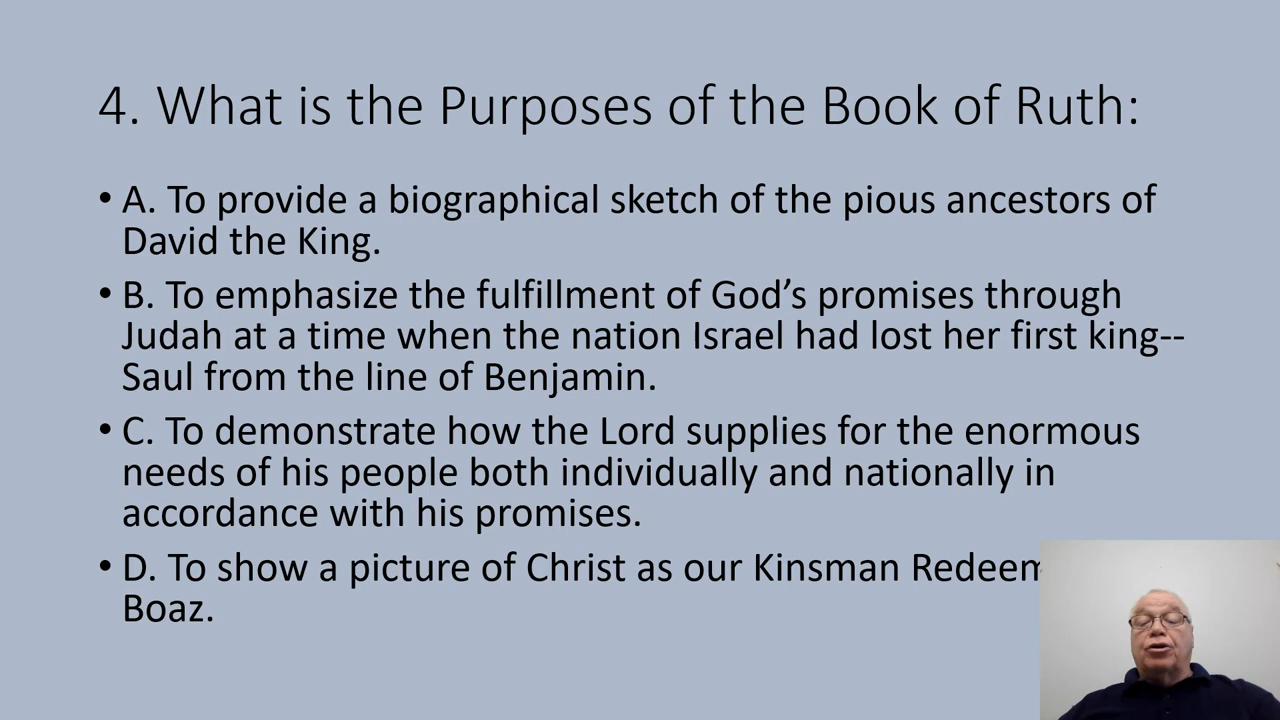 4. What is the Purposes of the Book of Ruth:
• A. To provide a biographical sketch of the pious ancestors of
David the King.
• B. To emphasize the fulfillment of God’s promises through
Judah at a time when the nation Israel had lost her first king--
Saul from the line of Benjamin.
• C. To demonstrate how the Lord supplies for the enormous
needs of his people both individually and nationally in
accordance with his promises.
• D. To show a picture of Christ as our Kinsman
Boaz.